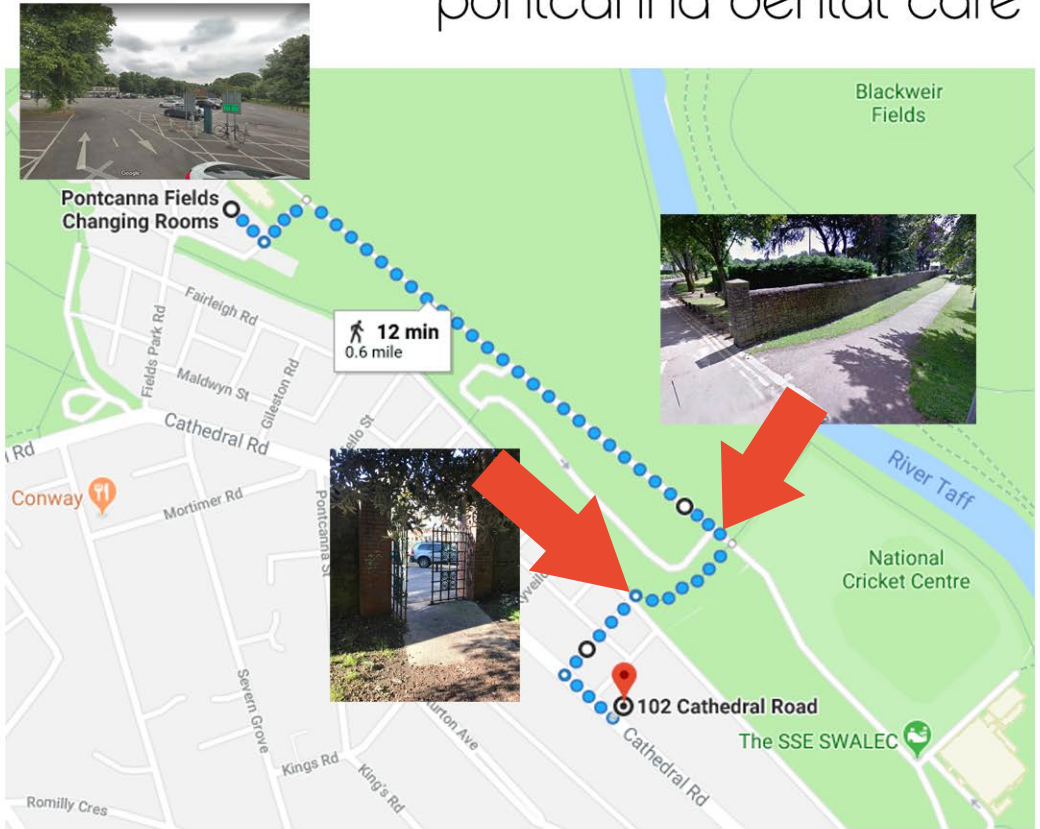 pontcanna dental care
Google
Blackweir
Fields
Pontcanna Fields
Changing Rooms
Fairleigh Rd
12 min
0.6 mile
Fields Park Rd
Maldwyn St
Gileston Rd
Cathedral Rd
Rd
Conway
Mortimer Rd
Pontcanna St
River Taff
National
Cricket Centre
Severn Grove
102 Cathedral Road
The SSE SWALEC
Cathedral Rd
Kings Rd
King's Rd
Romilly Cres